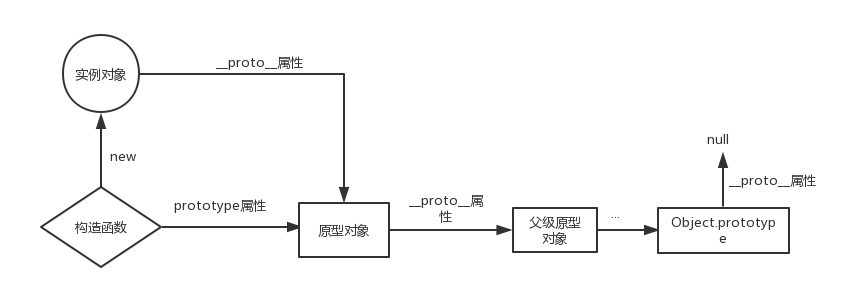 __proto__属性
实例对象
null
new
__proto__属性
prototype属性
__proto__属
性
...
构造函数
原型对象
父级原型
对象
Object.prototyp
e